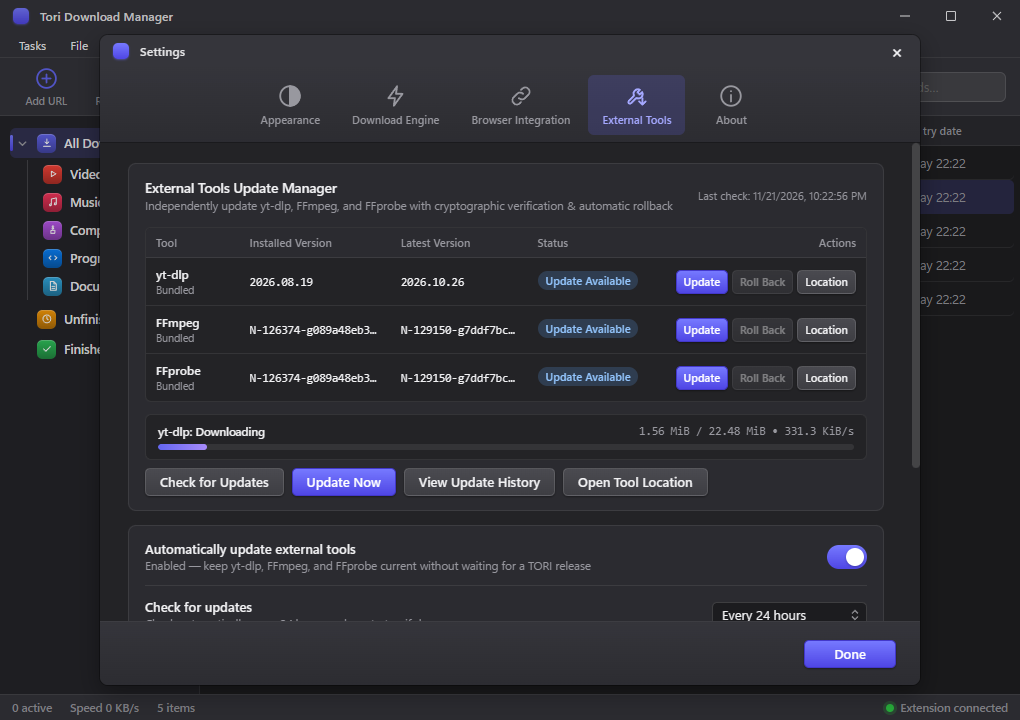 Tori Download Manager
Tasks File
Settings
Add URL
Appearance Download Engine Browser Integration External Tools About
try date
All Do
Video
Music
Comp
Progr
Docu
Unfinis
Finishe
ay 22:22
ay 22:22
ay 22:22
ay 22:22
ay 22:22
External Tools Update Manager
Independently update yt-dlp, FFmpeg, and FFprobe with cryptographic verification & automatic rollback
Last check: 11/21/2026, 10:22:56 PM
Tool Installed Version Latest Version Status Actions
yt-dlp
Bundled
2026.08.19 2026.10.26 Update Available Update Roll Back Location
FFmpeg
Bundled
N-126374-g089a48eb3… N-129150-g7ddf7bc… Update Available Update Roll Back Location
FFprobe
Bundled
N-126374-g089a48eb3… N-129150-g7ddf7bc… Update Available Update Roll Back Location
yt-dlp: Downloading 1.56 MiB / 22.48 MiB • 331.3 KiB/s
Check for Updates Update Now View Update History Open Tool Location
Automatically update external tools
Enabled — keep yt-dlp, FFmpeg, and FFprobe current without waiting for a TORI release
Check for updates
Every 24 hours
Done
0 active Speed 0 KB/s 5 items Extension connected